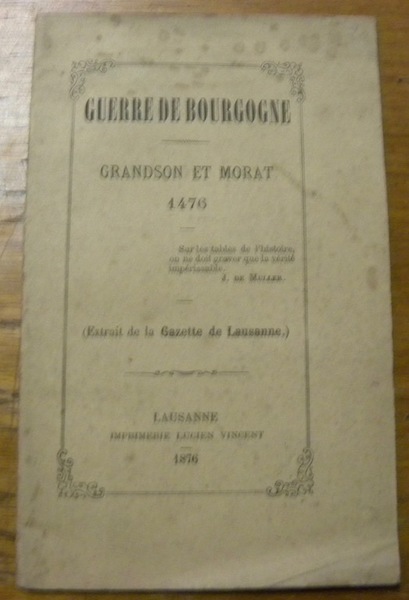 GUERRE DE BOURGOGNE
GRANDSON ET MORAT
1476
Sur les tables de l'histoire,
on ne doit graver que la vérité
impérissable.
J. DE MULLER.
(Extrait de la Gazette de Lausanne.)
LAUSANNE
IMPRIMERIE LUCIEN VINCENT
1876